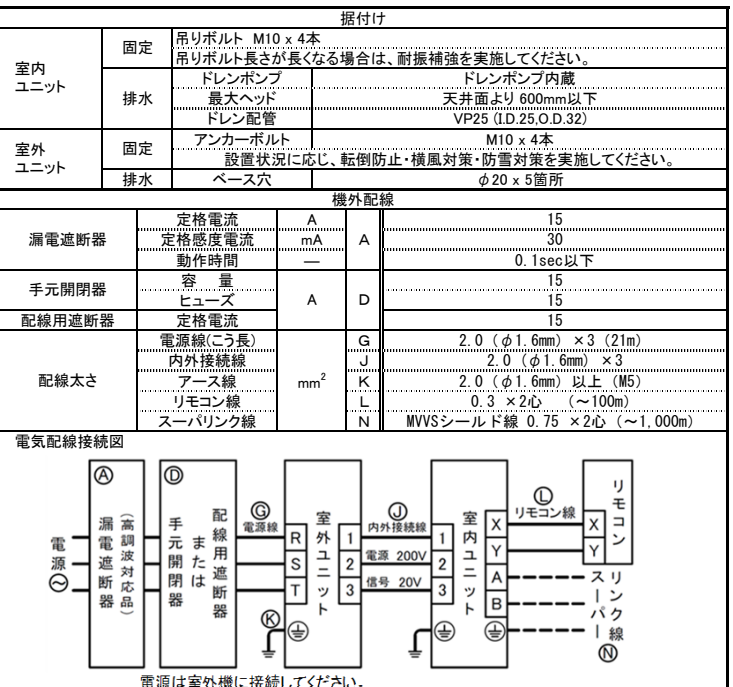 据付け
室内
ユニット
固定
吊りボルト M10 x 4本
吊りボルト長さが長くなる場合は、耐振補強を実施してください。
排水
ドレンポンプ ドレンポンプ内蔵
最大ヘッド 天井面より 600mm以下
ドレン配管 VP25 (I.D.25,O.D.32)
室外
ユニット
固定
アンカーボルト M10 x 4本
設置状況に応じ、転倒防止・横風対策・防雪対策を実施してください。
排水 ベース穴 φ20 x 5箇所
機外配線
漏電遮断器
定格電流 A 15
定格感度電流 mA A 30
動作時間 — 0.1sec以下
手元開閉器
容 量 15
ヒューズ A D 15
配線用遮断器 定格電流 15
配線太さ
mm2
電源線(こう長) G 2.0 (φ1.6mm) ×3 (21m)
内外接続線 J 2.0 (φ1.6mm) ×3
アース線 K 2.0 (φ1.6mm) 以上 (M5)
リモコン線 L 0.3 ×2心 (～100m)
スーパリンク線 N MVVSシールド線 0.75 ×2心 (～1,000m)
電気配線接続図
電源
Ⓐ
漏電遮断器
(高調波対応品)
Ⓓ
手元開閉器
または
配線用遮断器
Ⓖ
電源線
R
S
T
Ⓚ
室外ユニット
1
2
3
Ⓙ
内外接続線
電源 200V
信号 20V
1
2
3
室内ユニット
X
Y
A
B
Ⓛ
リモコン線
X
Y
リモコン
スーパー
リンク線
Ⓝ
電源は室外機に接続してください。